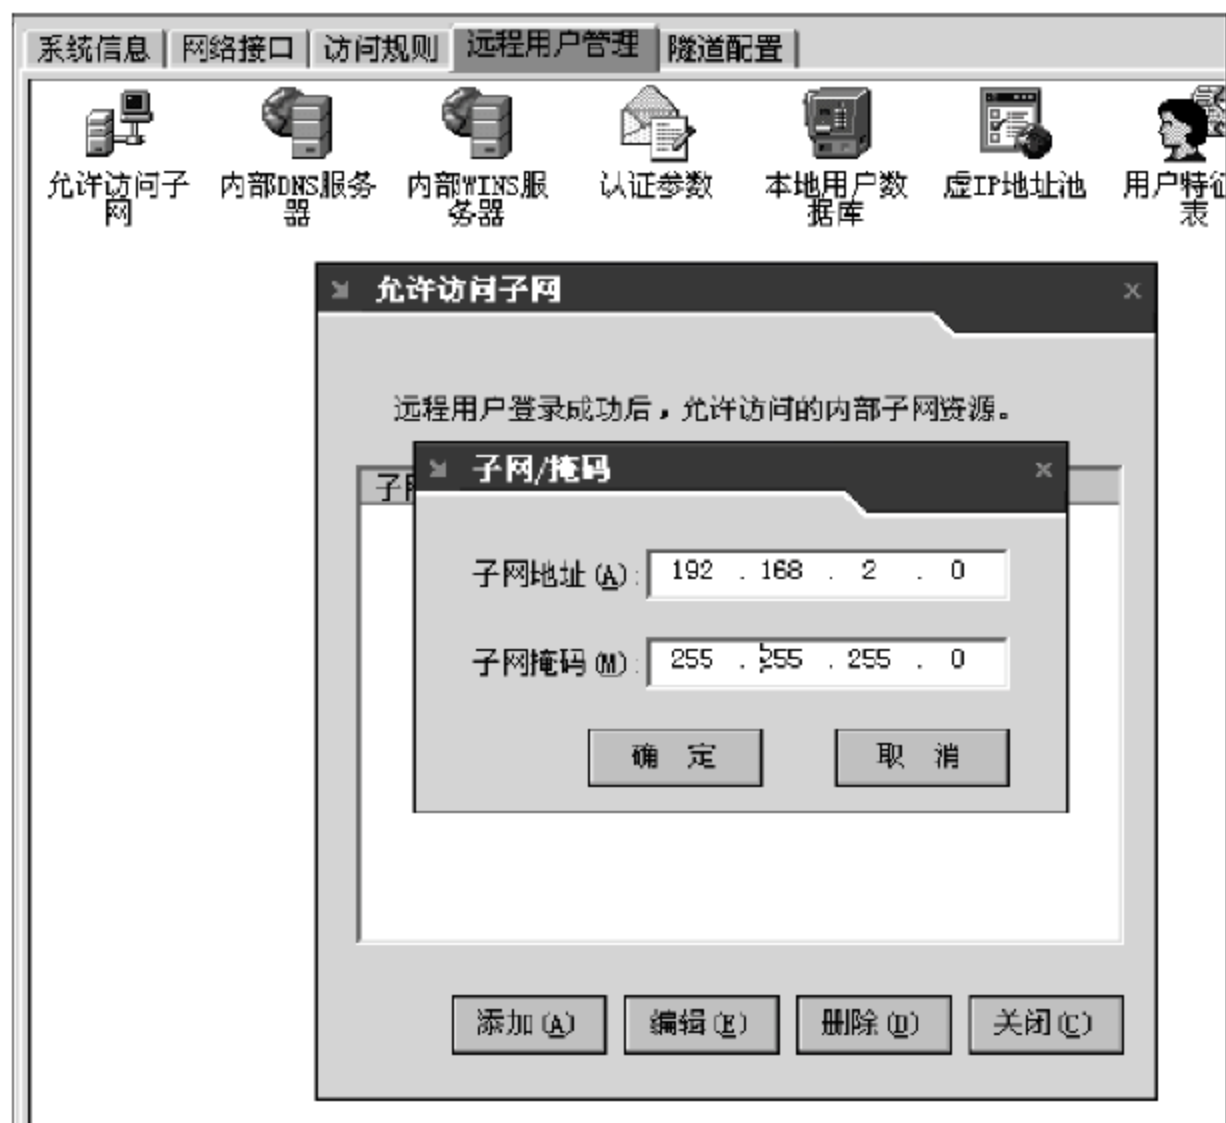 系统信息 网络接口 访问规则 远程用户管理 隧道配置
允许访问子网
内部DNS服务器
内部WINS服务器
认证参数
本地用户数据库
虚IP地址池
用户特征表
允许访问子网
远程用户登录成功后，允许访问的内部子网资源。
子
子网/掩码
子网地址(A): 192 . 168 . 2 . 0
子网掩码(M): 255 . 255 . 255 . 0
确 定 取 消
添加(A) 编辑(E) 删除(D) 关闭(C)